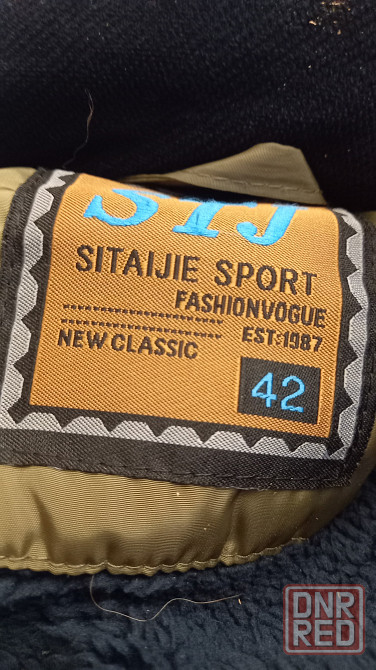 STJ
SITAIJIE SPORT
FASHIONVOGUE
EST:1987
NEW CLASSIC
42
DNR
RED